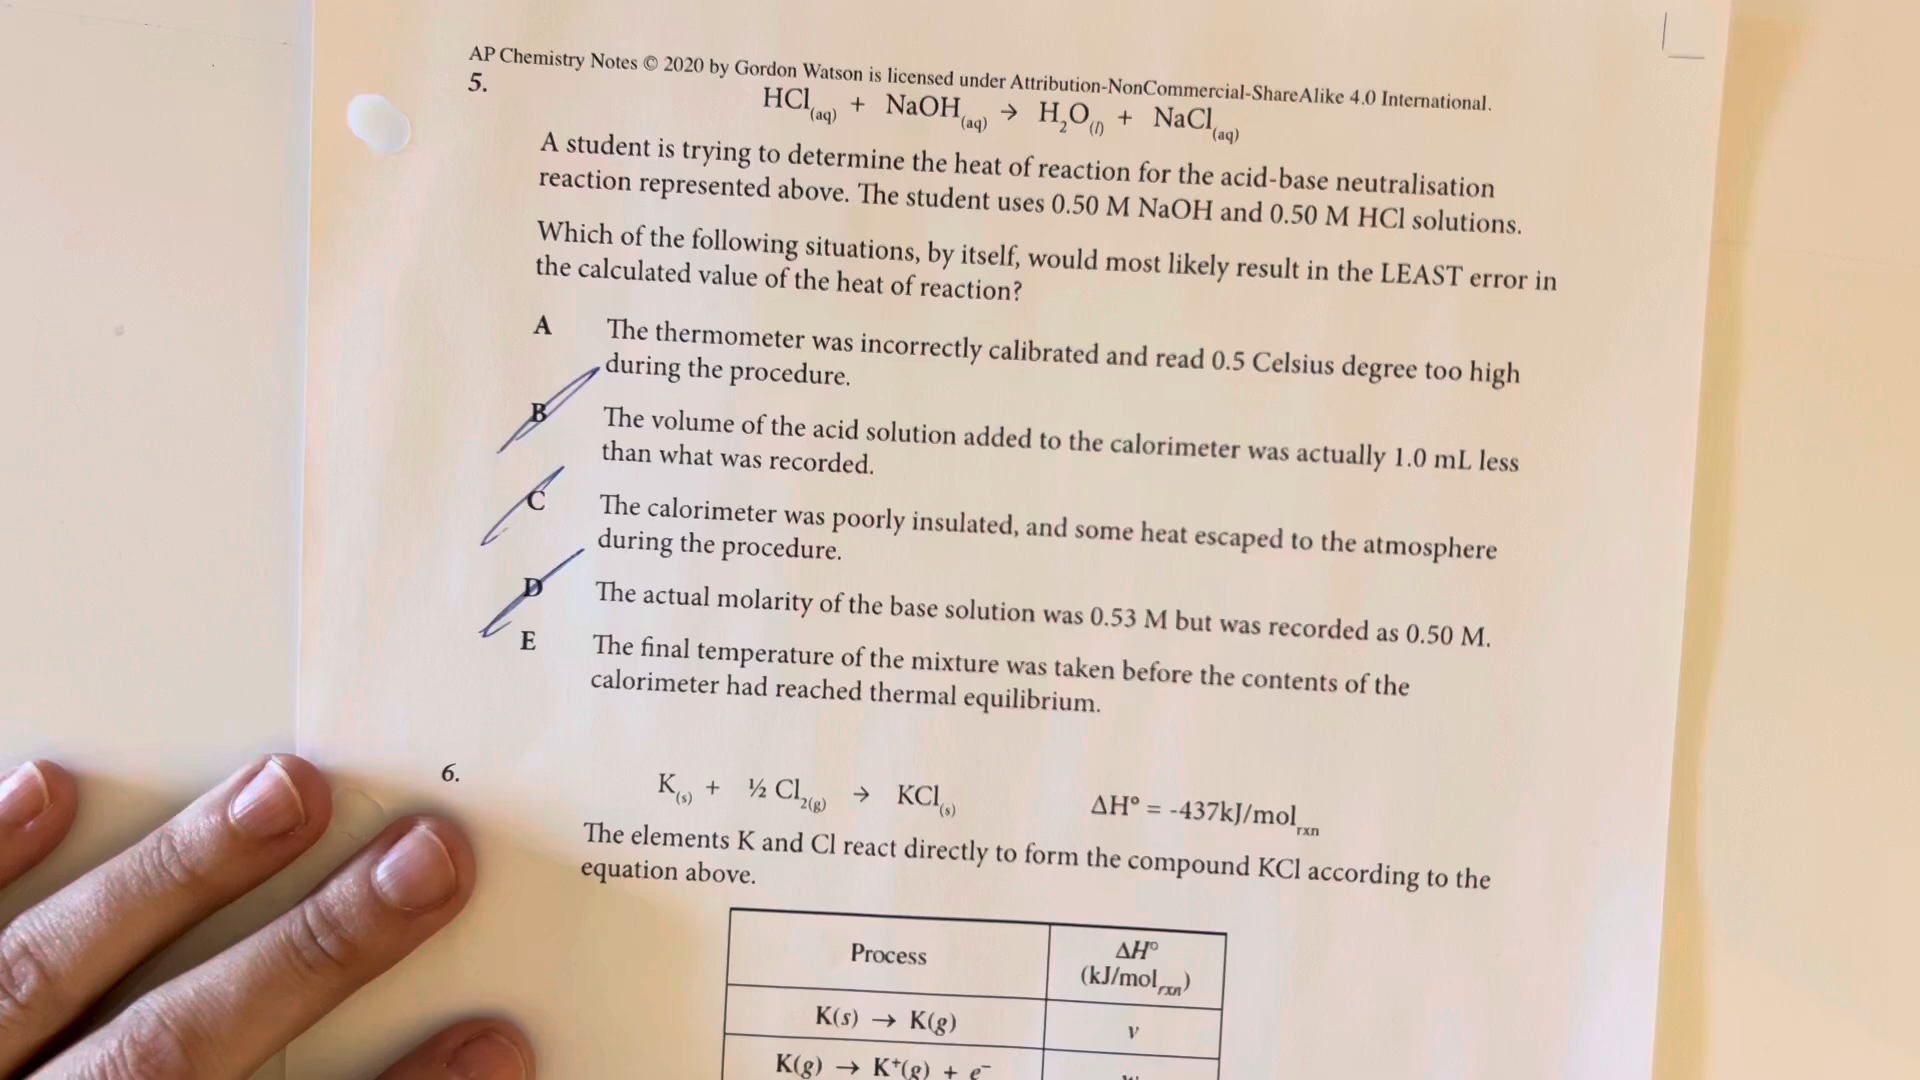 AP Chemistry Notes © 2020 by Gordon Watson is licensed under Attribution-NonCommercial-ShareAlike 4.0 International.
5.
HCl(aq) + NaOH(aq) → H₂O(l) + NaCl(aq)
A student is trying to determine the heat of reaction for the acid-base neutralisation
reaction represented above. The student uses 0.50 M NaOH and 0.50 M HCl solutions.
Which of the following situations, by itself, would most likely result in the LEAST error in
the calculated value of the heat of reaction?
A The thermometer was incorrectly calibrated and read 0.5 Celsius degree too high
during the procedure.
B The volume of the acid solution added to the calorimeter was actually 1.0 mL less
than what was recorded.
C The calorimeter was poorly insulated, and some heat escaped to the atmosphere
during the procedure.
D The actual molarity of the base solution was 0.53 M but was recorded as 0.50 M.
E The final temperature of the mixture was taken before the contents of the
calorimeter had reached thermal equilibrium.
6.
K(s) + ½ Cl₂(g) → KCl(s) ΔH° = -437kJ/molrxn
The elements K and Cl react directly to form the compound KCl according to the
equation above.
Process ΔH°
(kJ/molrxn)
K(s) → K(g) v
K(g) → K⁺(g) + e⁻